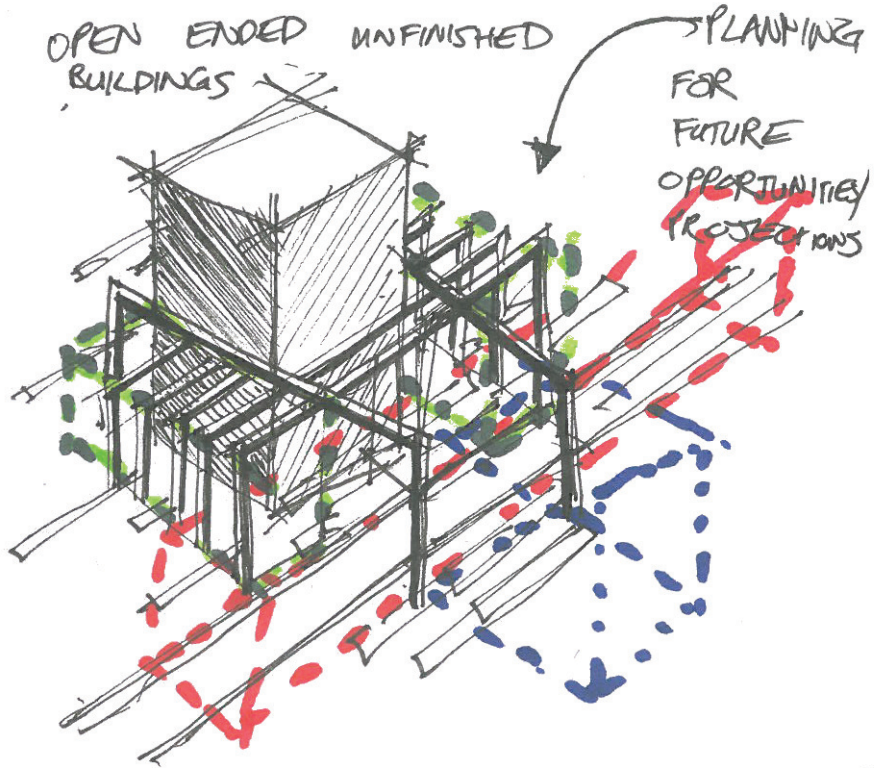 OPEN ENDED UNFINISHED
BUILDINGS
PLANNING
FOR
FUTURE
OPPORTUNITIES/
PROJECTIONS